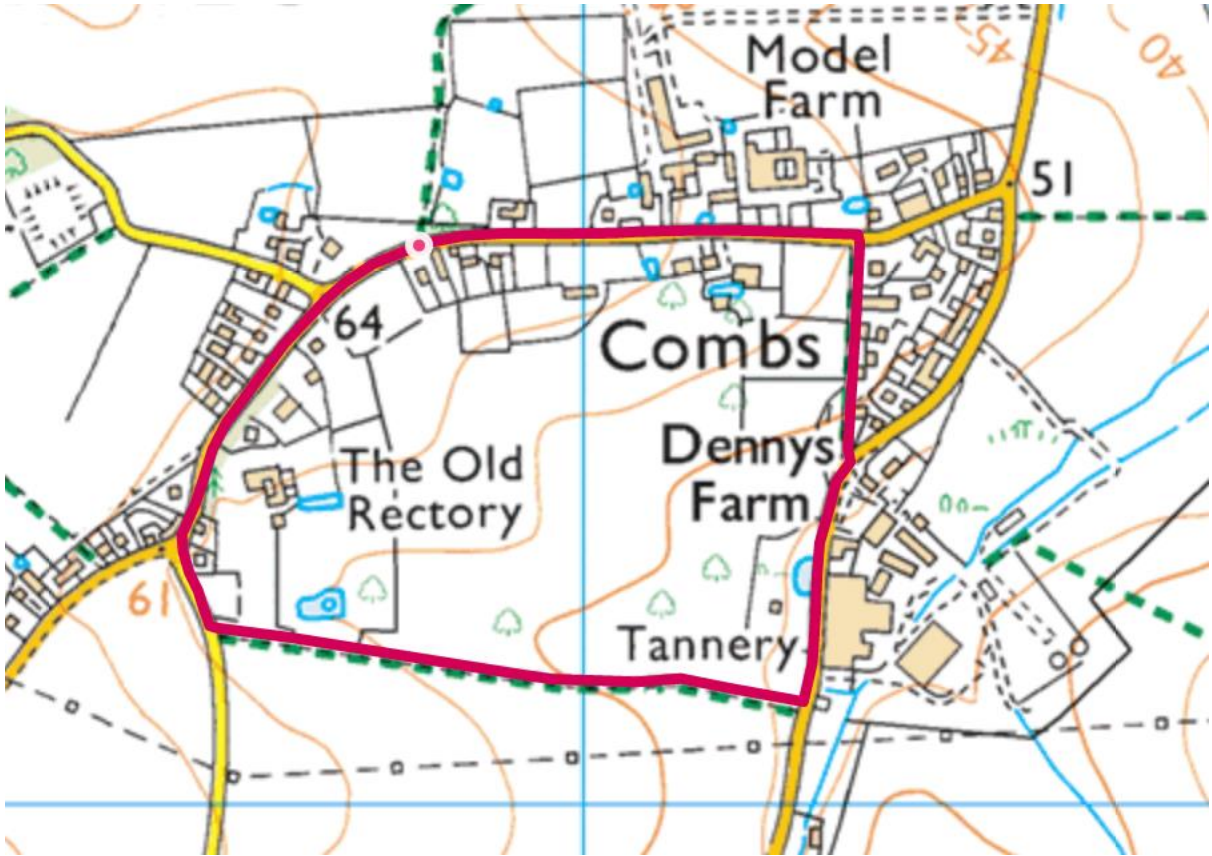 45
40
Model
Farm
51
64
Combs
Dennys
Farm
The Old
Rectory
61
Tannery